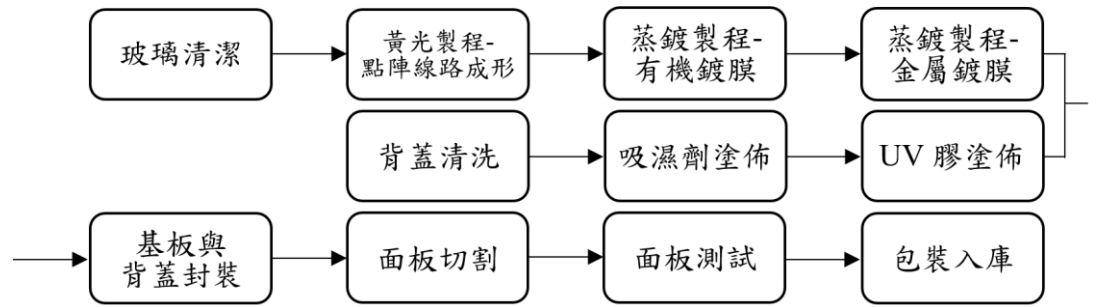 玻璃清潔
黃光製程-
點陣線路成形
蒸鍍製程-
有機鍍膜
蒸鍍製程-
金屬鍍膜
背蓋清洗
吸濕劑塗佈
UV 膠塗佈
基板與
背蓋封裝
面板切割
面板測試
包裝入庫